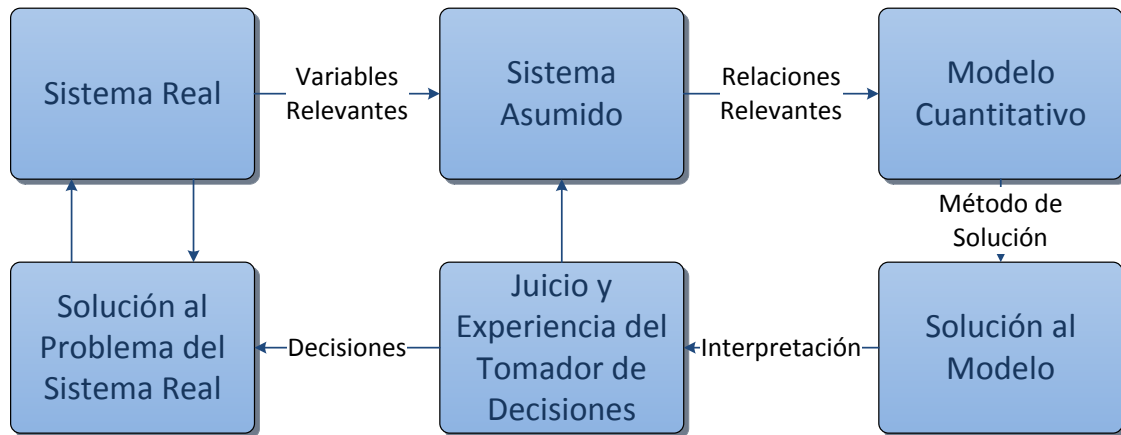 Sistema Real
Variables
Relevantes
Sistema
Asumido
Relaciones
Relevantes
Modelo
Cuantitativo
Método de
Solución
Solución al
Problema del
Sistema Real
Decisiones
Juicio y
Experiencia del
Tomador de
Decisiones
Interpretación
Solución al
Modelo